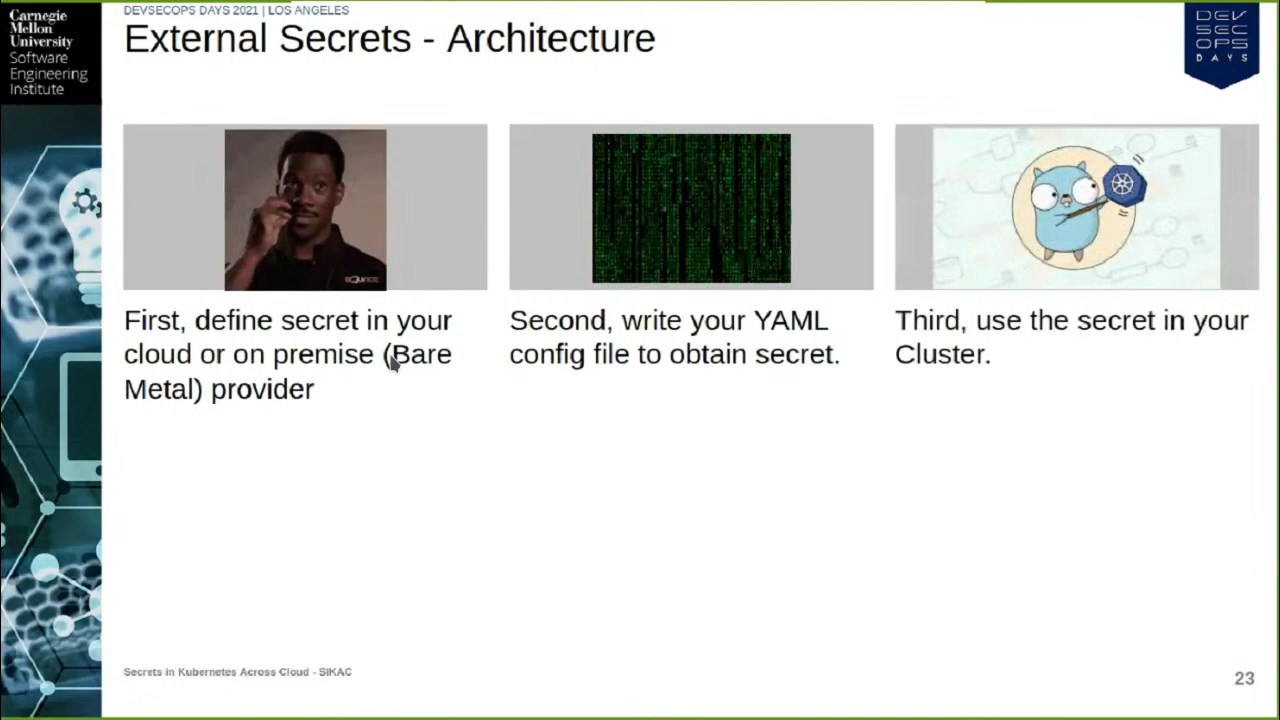 Carnegie
Mellon
University
Software
Engineering
Institute
DEVSECOPS DAYS 2021 | LOS ANGELES
External Secrets - Architecture
DEV
SEC
OPS
DAYS
BOUNCE
First, define secret in your
cloud or on premise (Bare
Metal) provider
Second, write your YAML
config file to obtain secret.
Third, use the secret in your
Cluster.
Secrets in Kubernetes Across Cloud - SIKAC
23